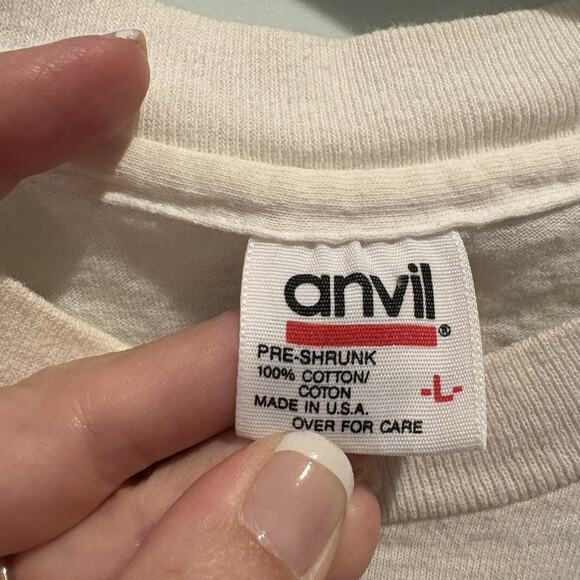 anvil®
PRE-SHRUNK
100% COTTON/
COTON
-L-
MADE IN U.S.A.
OVER FOR CARE